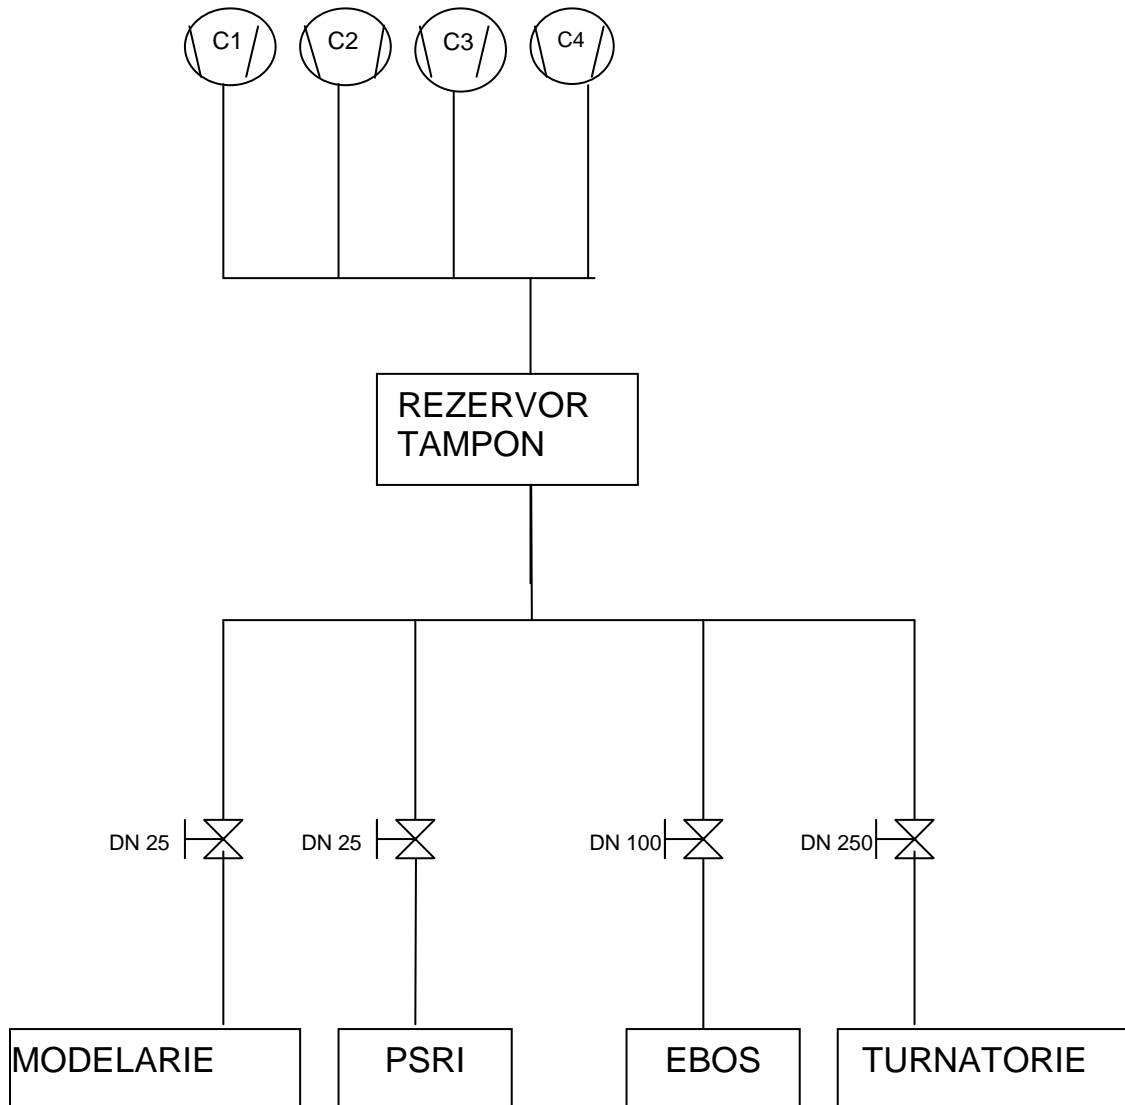 C1
C2
C3
C4
REZERVOR
TAMPON
DN 25
DN 25
DN 100
DN 250
MODELARIE
PSRI
EBOS
TURNATORIE